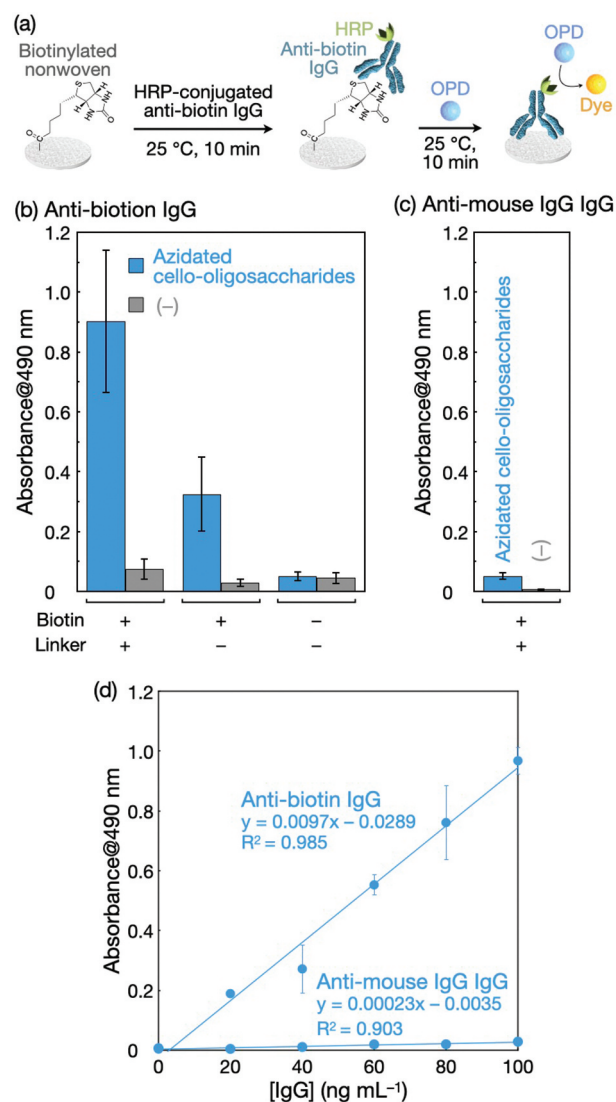 (a)
Biotinylated
nonwoven
HRP-conjugated
anti-biotin IgG
25 °C, 10 min
HRP
Anti-biotin
IgG
OPD
25 °C,
10 min
OPD
Dye
S
H
H
HN
NH
O
O
C
S
H
H
HN
NH
O
O
C
(b) Anti-biotion IgG
Absorbance@490 nm
1.2
1.0
0.8
0.6
0.4
0.2
0
Azidated
cello-oligosaccharides
(−)
Biotin + + −
Linker + − −
(c) Anti-mouse IgG IgG
Absorbance@490 nm
1.2
1.0
0.8
0.6
0.4
0.2
0
Azidated cello-oligosaccharides
(−)
+
+
(d)
Absorbance@490 nm
1.2
1.0
0.8
0.6
0.4
0.2
0
Anti-biotin IgG
y = 0.0097x − 0.0289
R² = 0.985
Anti-mouse IgG IgG
y = 0.00023x − 0.0035
R² = 0.903
0 20 40 60 80 100
[IgG] (ng mL⁻¹)